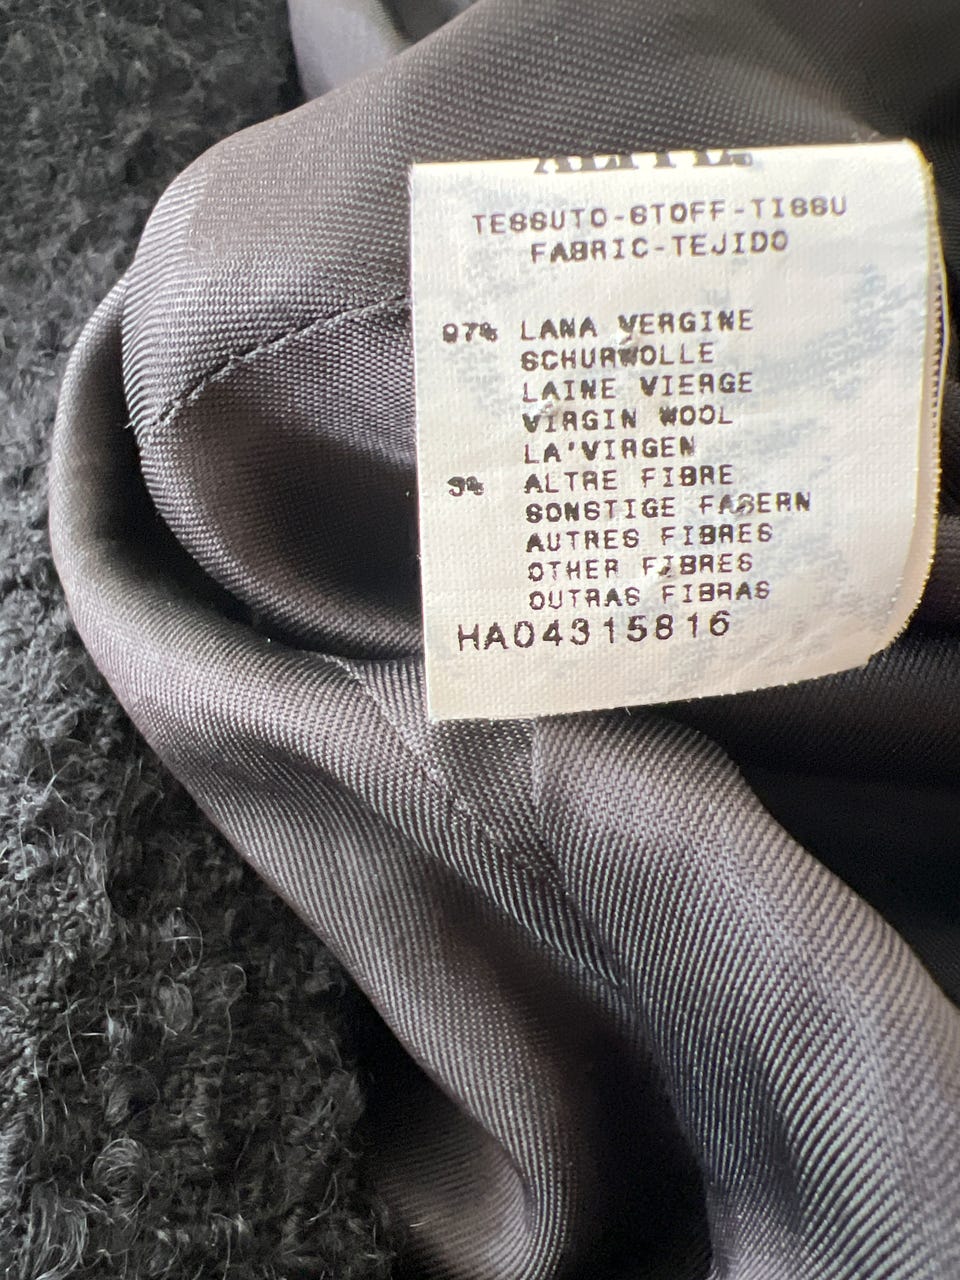 TESSUTO-STOFF-TISSU
FABRIC-TEJIDO
97% LANA VERGINE
SCHURWOLLE
LAINE VIERGE
VIRGIN WOOL
LA'VIRGEN
3% ALTRE FIBRE
SONSTIGE FASERN
AUTRES FIBRES
OTHER FIBRES
OUTRAS FIBRAS
HA04315816